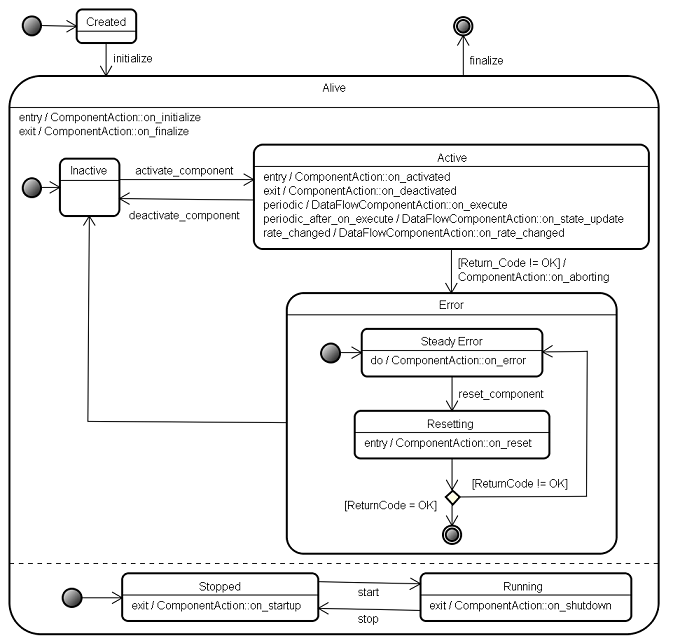 Created
initialize
finalize
Alive
entry / ComponentAction::on_initialize
exit / ComponentAction::on_finalize
Inactive
activate_component
deactivate_component
Active
entry / ComponentAction::on_activated
exit / ComponentAction::on_deactivated
periodic / DataFlowComponentAction::on_execute
periodic_after_on_execute / DataFlowComponentAction::on_state_update
rate_changed / DataFlowComponentAction::on_rate_changed
[Return_Code != OK] /
ComponentAction::on_aborting
Error
Steady Error
do / ComponentAction::on_error
reset_component
Resetting
entry / ComponentAction::on_reset
[ReturnCode != OK]
[ReturnCode = OK]
Stopped
exit / ComponentAction::on_startup
start
stop
Running
exit / ComponentAction::on_shutdown